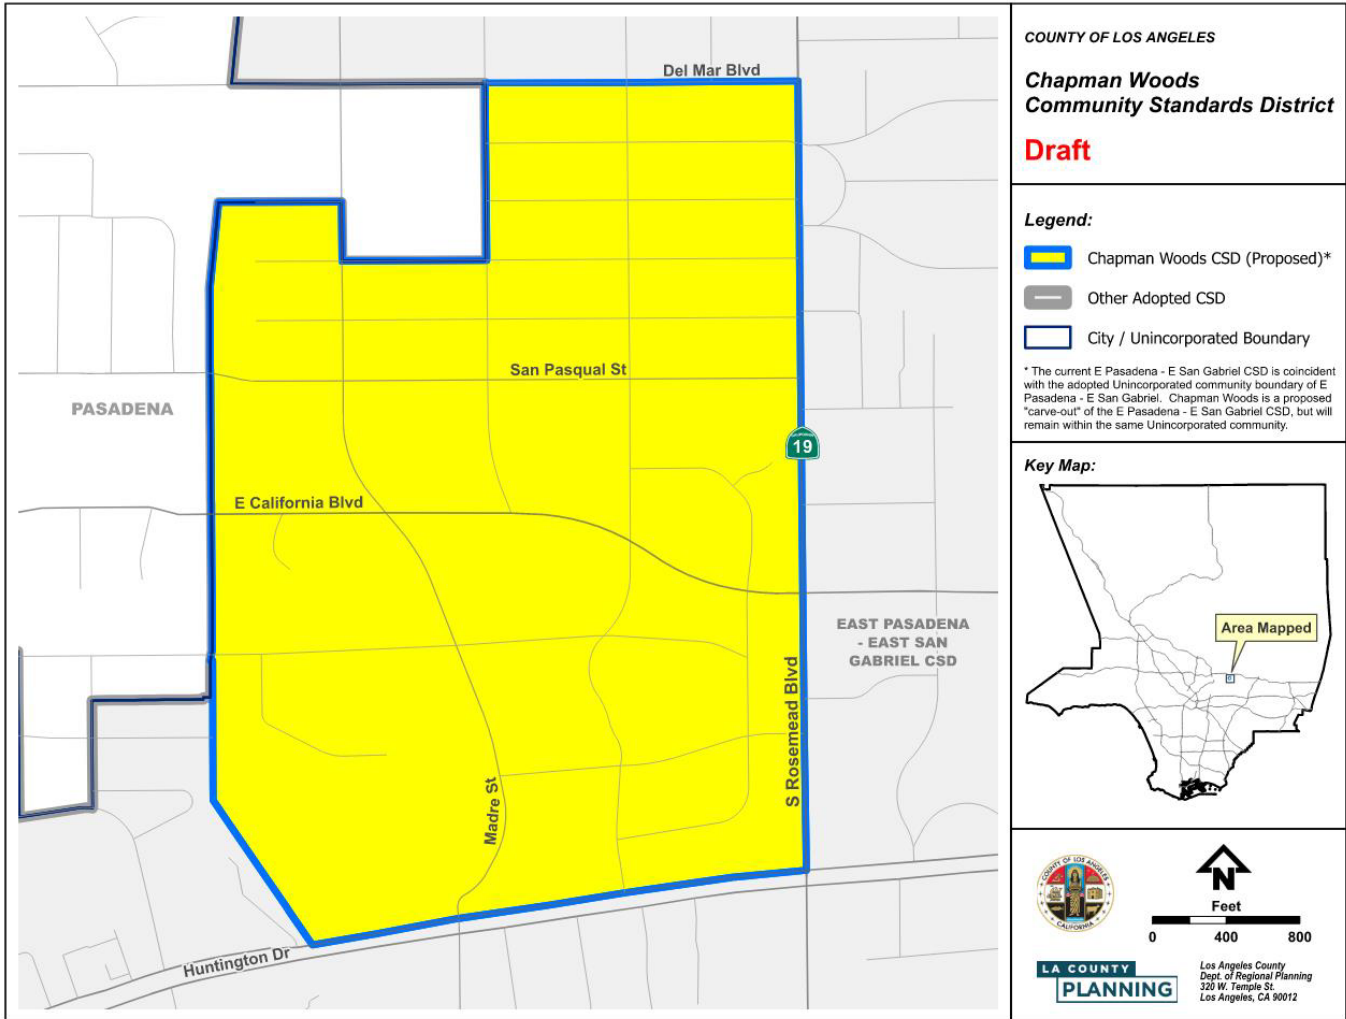 Del Mar Blvd
San Pasqual St
PASADENA
19
E California Blvd
EAST PASADENA
- EAST SAN
GABRIEL CSD
S Rosemead Blvd
Madre St
Huntington Dr
COUNTY OF LOS ANGELES
Chapman Woods
Community Standards District
Draft
Legend:
Chapman Woods CSD (Proposed)*
Other Adopted CSD
City / Unincorporated Boundary
* The current E Pasadena - E San Gabriel CSD is coincident
with the adopted Unincorporated community boundary of E
Pasadena - E San Gabriel. Chapman Woods is a proposed
"carve-out" of the E Pasadena - E San Gabriel CSD, but will
remain within the same Unincorporated community.
Key Map:
Area Mapped
COUNTY OF LOS ANGELES
CALIFORNIA
N
Feet
0 400 800
LA COUNTY
PLANNING
Los Angeles County
Dept. of Regional Planning
320 W. Temple St.
Los Angeles, CA 90012